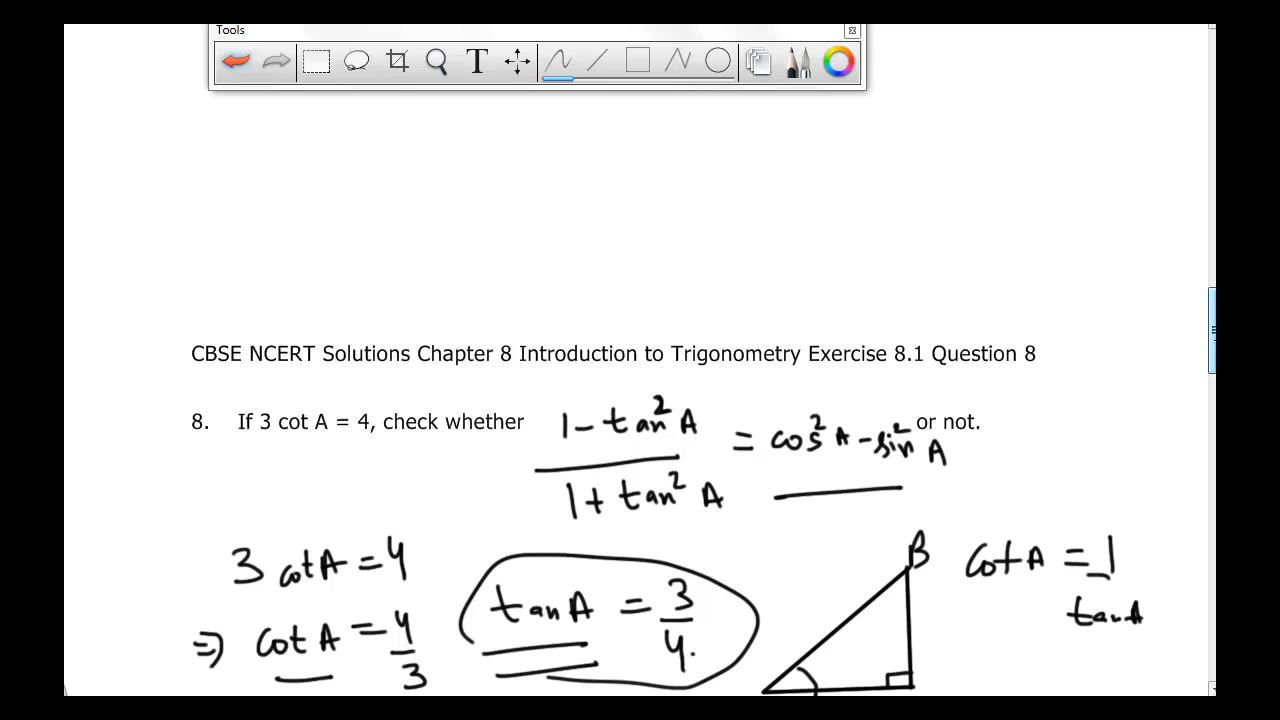 Tools
T
CBSE NCERT Solutions Chapter 8 Introduction to Trigonometry Exercise 8.1 Question 8
8. If 3 cot A = 4, check whether (1 - tan² A) / (1 + tan² A) = cos² A - sin² A or not.
3 cot A = 4
⇒ cot A = 4/3
tan A = 3/4.
B
cot A = 1/tan A